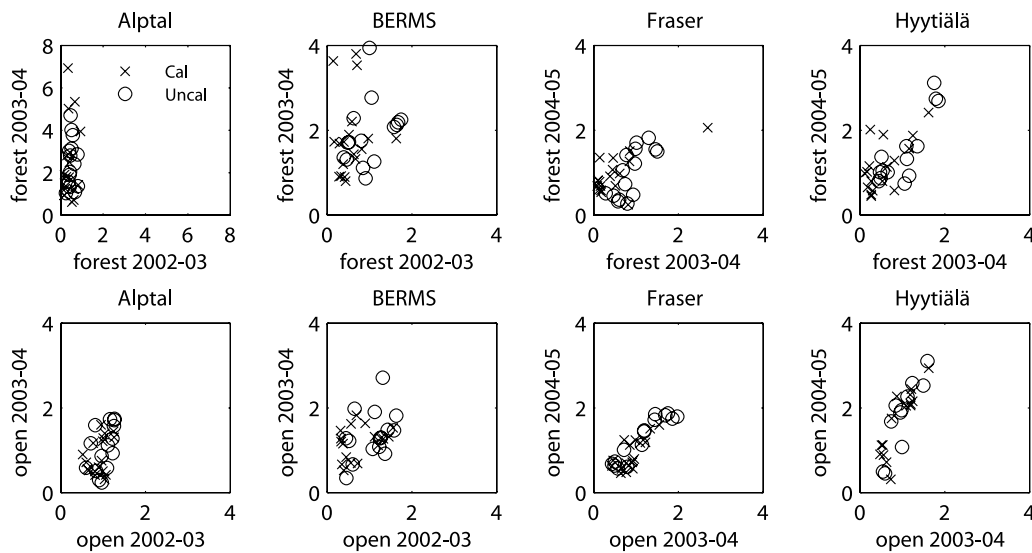 Alptal
BERMS
Fraser
Hyytiälä
8
6
4
2
0
forest 2003-04
× Cal
○ Uncal
0 2 4 6 8
forest 2002-03
4
2
0
forest 2003-04
0 2 4
forest 2002-03
4
2
0
forest 2004-05
0 2 4
forest 2003-04
4
2
0
forest 2004-05
0 2 4
forest 2003-04
Alptal
BERMS
Fraser
Hyytiälä
4
2
0
open 2003-04
0 2 4
open 2002-03
4
2
0
open 2003-04
0 2 4
open 2002-03
4
2
0
open 2004-05
0 2 4
open 2003-04
4
2
0
open 2004-05
0 2 4
open 2003-04